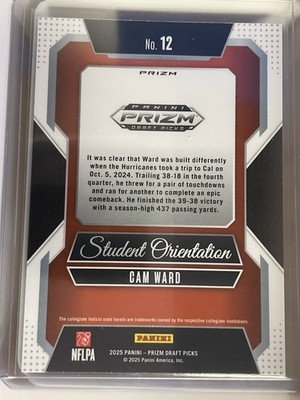 No. 12
PRIZM
PANINI
PRIZM
DRAFT PICKS
It was clear that Ward was built differently
when the Hurricanes took a trip to Cal on
Oct. 5, 2024. Trailing 38-18 in the fourth
quarter, he threw for a pair of touchdowns
and ran for another to complete an epic
comeback. He finished the 39-38 victory
with a season-high 437 passing yards.
Student Orientation
CAM WARD
The collegiate indicia used herein are trademarks owned by the respective collegiate institutions.
NFLPA
PANINI
2025 PANINI - PRIZM DRAFT PICKS
© 2025 Panini America, Inc.